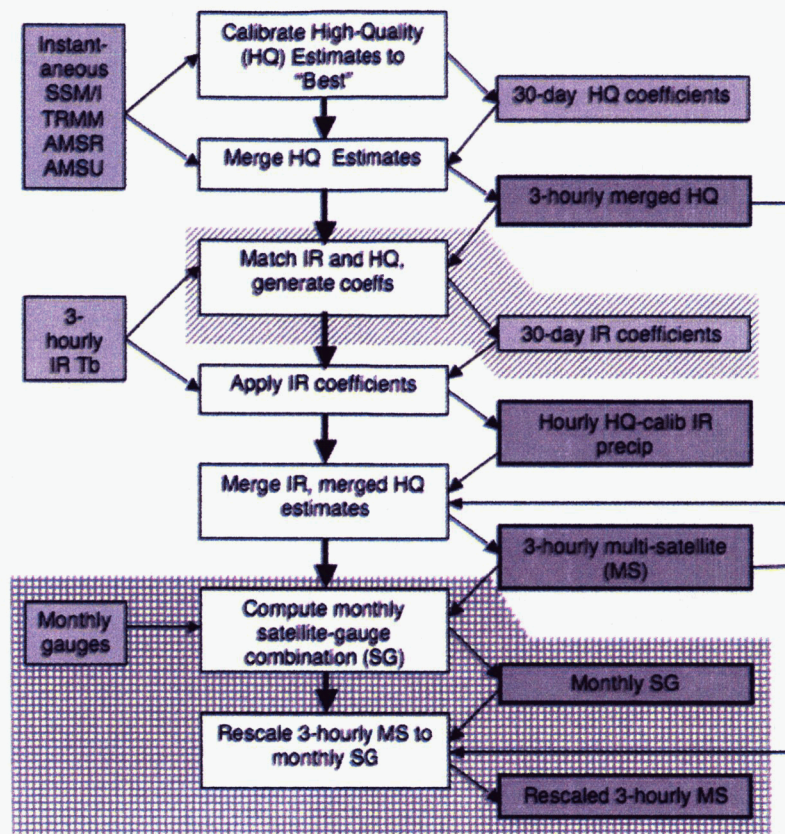 Instant-
aneous
SSM/I
TRMM
AMSR
AMSU
Calibrate High-Quality
(HQ) Estimates to
"Best"
30-day HQ coefficients
Merge HQ Estimates
3-hourly merged HQ
Match IR and HQ,
generate coeffs
3-
hourly
IR Tb
30-day IR coefficients
Apply IR coefficients
Hourly HQ-calib IR
precip
Merge IR, merged HQ
estimates
3-hourly multi-satellite
(MS)
Monthly
gauges
Compute monthly
satellite-gauge
combination (SG)
Monthly SG
Rescale 3-hourly MS to
monthly SG
Rescaled 3-hourly MS